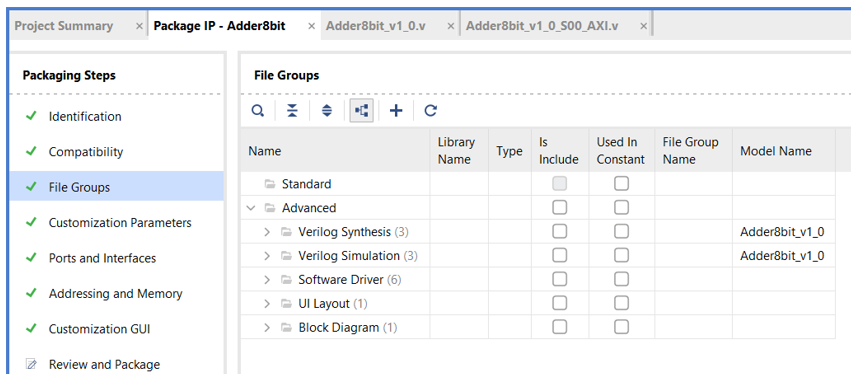 Project Summary × Package IP - Adder8bit × Adder8bit_v1_0.v × Adder8bit_v1_0_S00_AXI.v ×
Packaging Steps
Identification
Compatibility
File Groups
Customization Parameters
Ports and Interfaces
Addressing and Memory
Customization GUI
Review and Package
File Groups
Name Library Name Type Is Include Used In Constant File Group Name Model Name
Standard
Advanced
Verilog Synthesis (3) Adder8bit_v1_0
Verilog Simulation (3) Adder8bit_v1_0
Software Driver (6)
UI Layout (1)
Block Diagram (1)